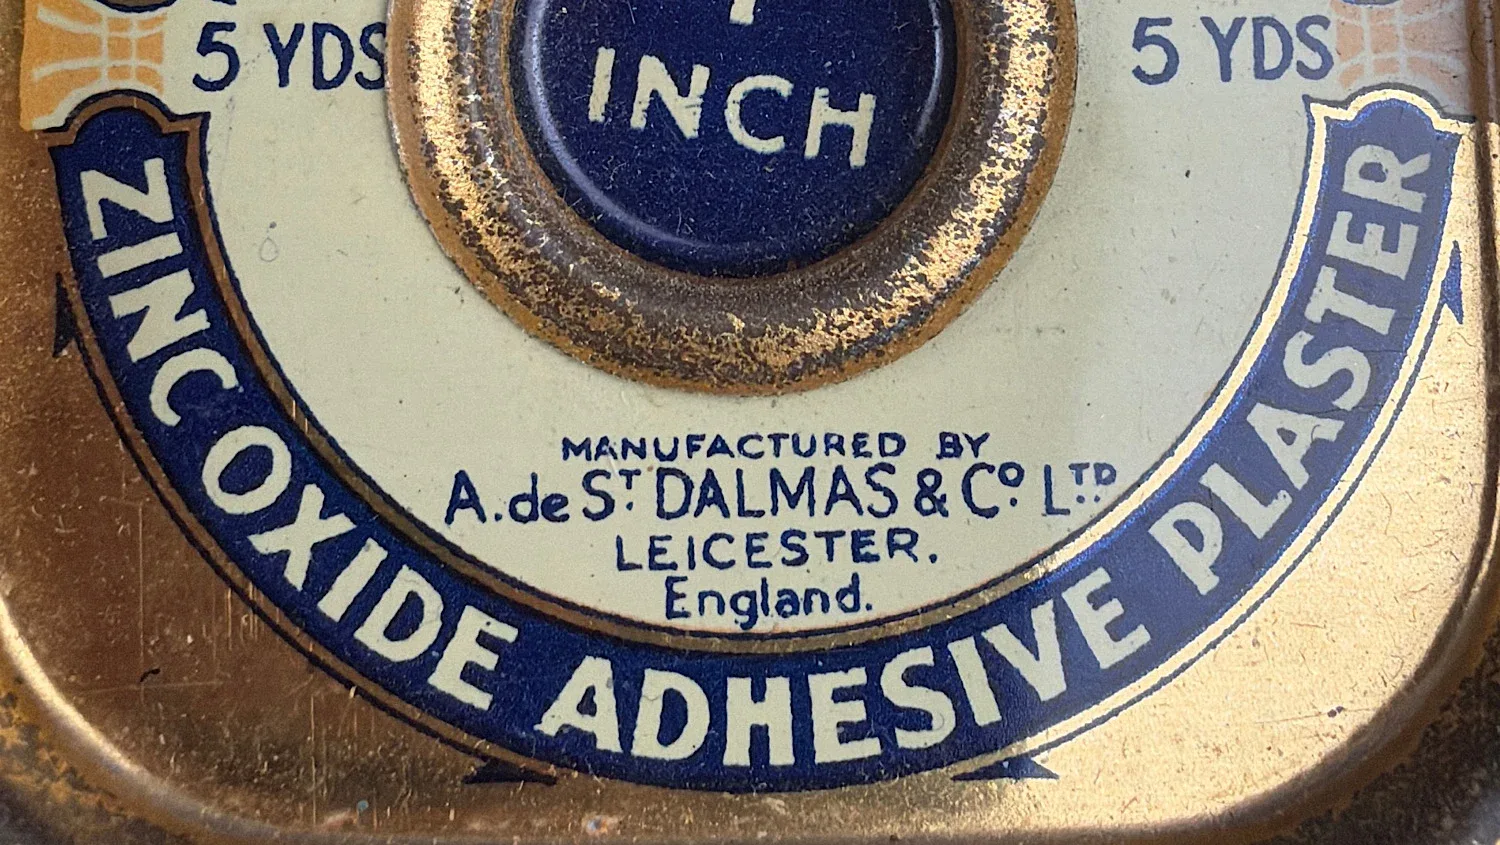 5 YDS
INCH
5 YDS
MANUFACTURED BY
A. de St. DALMAS & Co. LTD.
LEICESTER.
England.
ZINC OXIDE ADHESIVE PLASTER